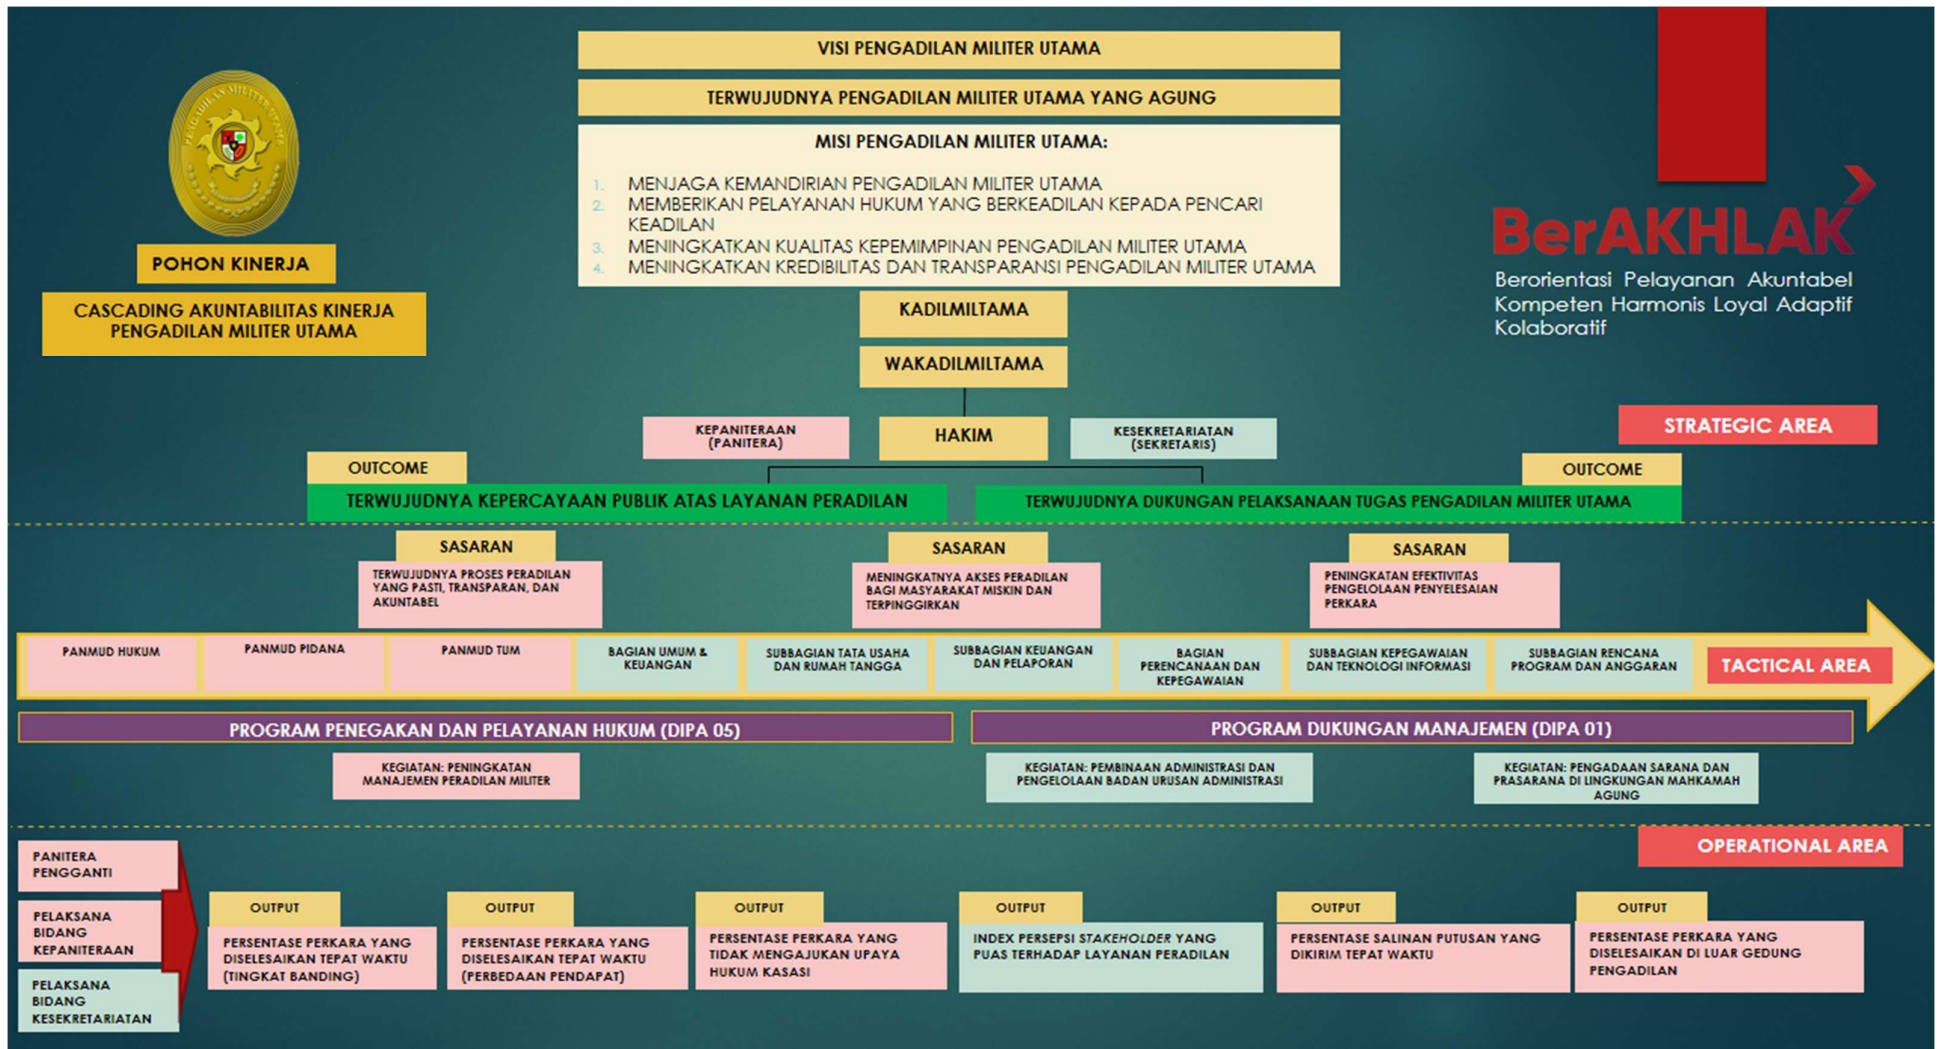 VISI PENGADILAN MILITER UTAMA
TERWUJUDNYA PENGADILAN MILITER UTAMA YANG AGUNG
MISI PENGADILAN MILITER UTAMA:
1. MENJAGA KEMANDIRIAN PENGADILAN MILITER UTAMA
2. MEMBERIKAN PELAYANAN HUKUM YANG BERKEADILAN KEPADA PENCARI
KEADILAN
3. MENINGKATKAN KUALITAS KEPEMIMPINAN PENGADILAN MILITER UTAMA
4. MENINGKATKAN KREDIBILITAS DAN TRANSPARANSI PENGADILAN MILITER UTAMA
PENGADILAN MILITER UTAMA
POHON KINERJA
CASCADING AKUNTABILITAS KINERJA
PENGADILAN MILITER UTAMA
BerAKHLAK
Berorientasi Pelayanan Akuntabel
Kompeten Harmonis Loyal Adaptif
Kolaboratif
KADILMILTAMA
WAKADILMILTAMA
KEPANITERAAN
(PANITERA)
HAKIM
KESEKRETARIATAN
(SEKRETARIS)
STRATEGIC AREA
OUTCOME
TERWUJUDNYA KEPERCAYAAN PUBLIK ATAS LAYANAN PERADILAN
OUTCOME
TERWUJUDNYA DUKUNGAN PELAKSANAAN TUGAS PENGADILAN MILITER UTAMA
SASARAN
TERWUJUDNYA PROSES PERADILAN
YANG PASTI, TRANSPARAN, DAN
AKUNTABEL
SASARAN
MENINGKATNYA AKSES PERADILAN
BAGI MASYARAKAT MISKIN DAN
TERPINGGIRKAN
SASARAN
PENINGKATAN EFEKTIVITAS
PENGELOLAAN PENYELESAIAN
PERKARA
PANMUD HUKUM
PANMUD PIDANA
PANMUD TUM
BAGIAN UMUM &
KEUANGAN
SUBBAGIAN TATA USAHA
DAN RUMAH TANGGA
SUBBAGIAN KEUANGAN
DAN PELAPORAN
BAGIAN
PERENCANAAN DAN
KEPEGAWAIAN
SUBBAGIAN KEPEGAWAIAN
DAN TEKNOLOGI INFORMASI
SUBBAGIAN RENCANA
PROGRAM DAN ANGGARAN
TACTICAL AREA
PROGRAM PENEGAKAN DAN PELAYANAN HUKUM (DIPA 05)
PROGRAM DUKUNGAN MANAJEMEN (DIPA 01)
KEGIATAN: PENINGKATAN
MANAJEMEN PERADILAN MILITER
KEGIATAN: PEMBINAAN ADMINISTRASI DAN
PENGELOLAAN BADAN URUSAN ADMINISTRASI
KEGIATAN: PENGADAAN SARANA DAN
PRASARANA DI LINGKUNGAN MAHKAMAH
AGUNG
OPERATIONAL AREA
PANITERA
PENGGANTI
PELAKSANA
BIDANG
KEPANITERAAN
PELAKSANA
BIDANG
KESEKRETARIATAN
OUTPUT
PERSENTASE PERKARA YANG
DISELESAIKAN TEPAT WAKTU
(TINGKAT BANDING)
OUTPUT
PERSENTASE PERKARA YANG
DISELESAIKAN TEPAT WAKTU
(PERBEDAAN PENDAPAT)
OUTPUT
PERSENTASE PERKARA YANG
TIDAK MENGAJUKAN UPAYA
HUKUM KASASI
OUTPUT
INDEX PERSEPSI STAKEHOLDER YANG
PUAS TERHADAP LAYANAN PERADILAN
OUTPUT
PERSENTASE SALINAN PUTUSAN YANG
DIKIRIM TEPAT WAKTU
OUTPUT
PERSENTASE PERKARA YANG
DISELESAIKAN DI LUAR GEDUNG
PENGADILAN